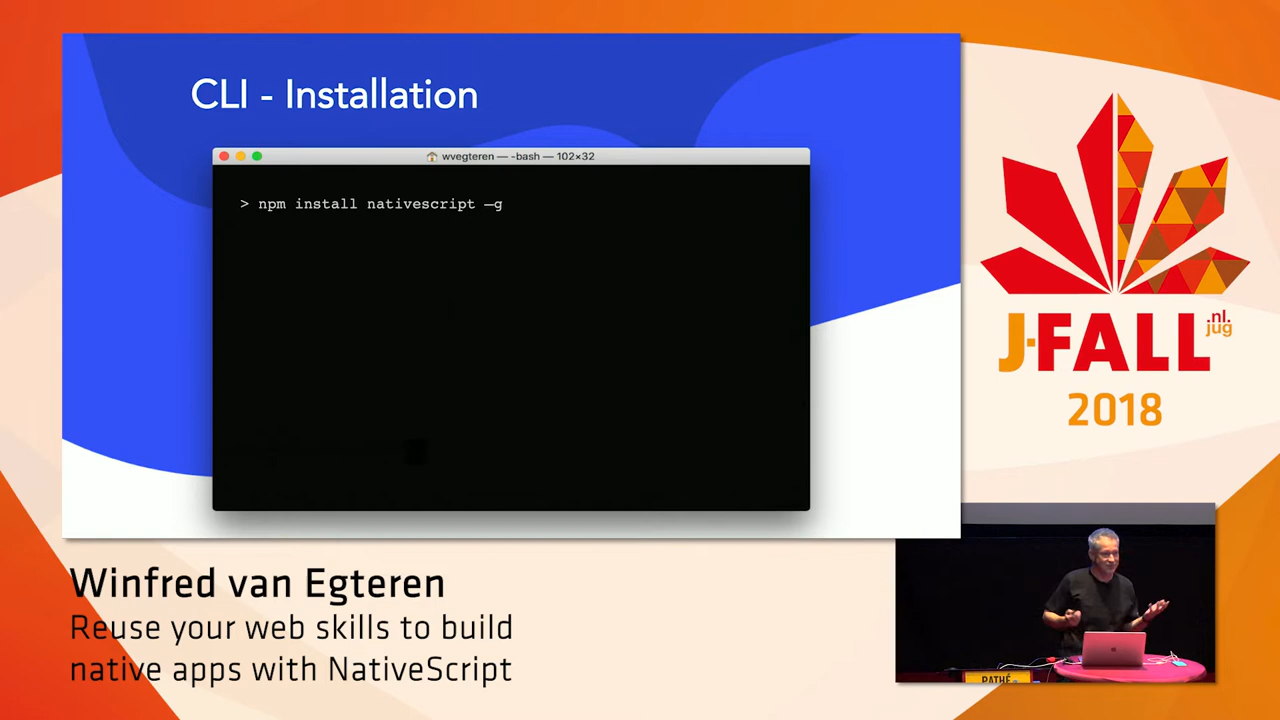 CLI - Installation
wvegteren — -bash — 102×32
> npm install nativescript —g
J-FALL
nl.
jug
2018
Winfred van Egteren
Reuse your web skills to build
native apps with NativeScript
PATHÉ